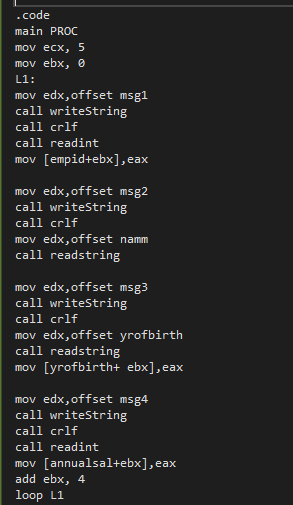 .code
main PROC
mov ecx, 5
mov ebx, 0
L1:
mov edx,offset msg1
call writeString
call crlf
call readint
mov [empid+ebx],eax
mov edx,offset msg2
call writeString
call crlf
mov edx,offset namm
call readstring
mov edx,offset msg3
call writeString
call crlf
mov edx,offset yrofbirth
call readstring
mov [yrofbirth+ ebx],eax
mov edx,offset msg4
call writeString
call crlf
call readint
mov [annualsal+ebx],eax
add ebx, 4
loop L1